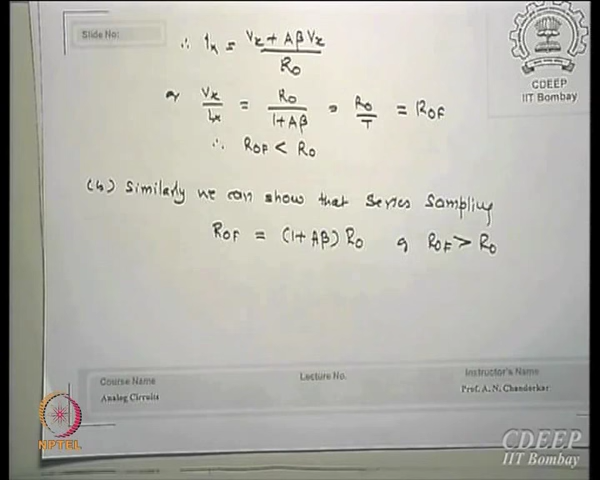 Slide No:
∴ Ix = Vx + AβVx / Ro
or Vx / Ix = Ro / 1+Aβ = Ro / T = ROF
∴ ROF < Ro
(b) Similarly we can show that Series Sampling
ROF = (1+Aβ) Ro & ROF > Ro
CDEEP
IIT Bombay
Course Name
Lecture No.
Instructor's Name
Analog Circuits
Prof. A. N. Chandorkar
NPTEL
CDEEP
IIT Bombay